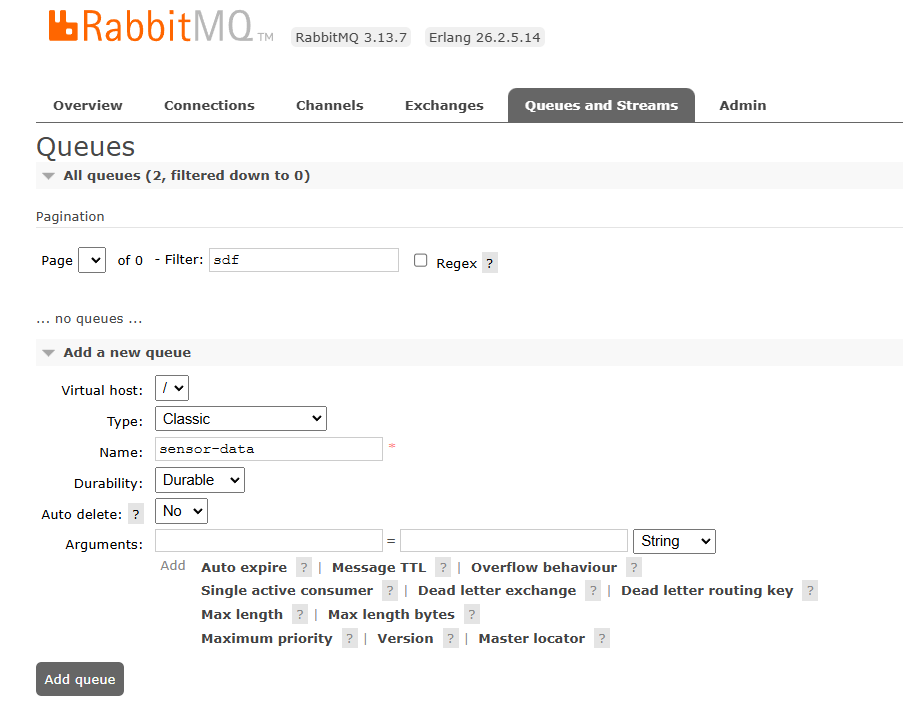 RabbitMQ TM RabbitMQ 3.13.7 Erlang 26.2.5.14
Overview Connections Channels Exchanges Queues and Streams Admin
Queues
All queues (2, filtered down to 0)
Pagination
Page of 0 - Filter: sdf Regex ?
... no queues ...
Add a new queue
Virtual host: /
Type: Classic
Name: sensor-data *
Durability: Durable
Auto delete: ? No
Arguments: = String
Add Auto expire ? | Message TTL ? | Overflow behaviour ?
Single active consumer ? | Dead letter exchange ? | Dead letter routing key ?
Max length ? | Max length bytes ?
Maximum priority ? | Version ? | Master locator ?
Add queue